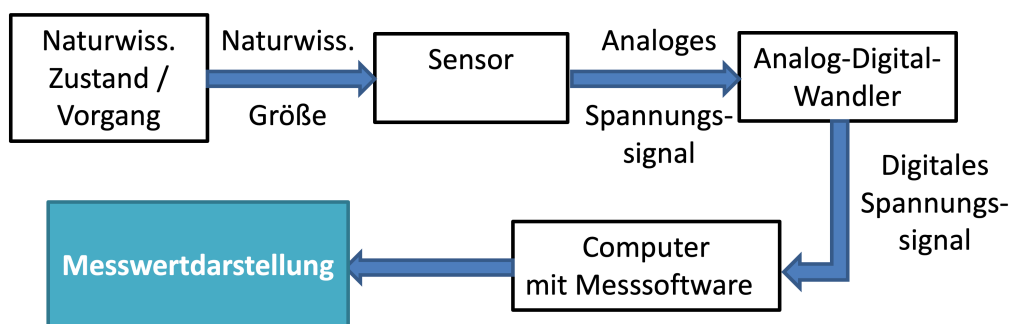 Naturwiss.
Zustand /
Vorgang
Naturwiss.
Größe
Sensor
Analoges
Spannungs-
signal
Analog-Digital-
Wandler
Digitales
Spannungs-
signal
Computer
mit Messsoftware
Messwertdarstellung